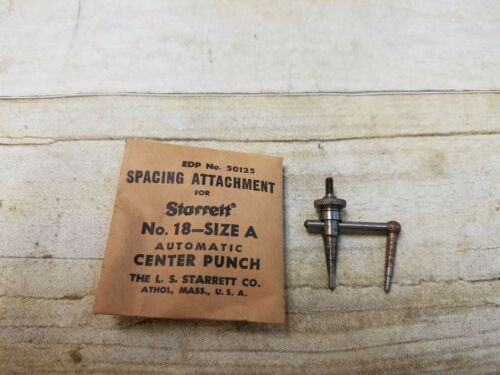 EDP No. 50125
SPACING ATTACHMENT
FOR
Starrett
No. 18—SIZE A
AUTOMATIC
CENTER PUNCH
THE L. S. STARRETT CO.
ATHOL, MASS., U. S. A.